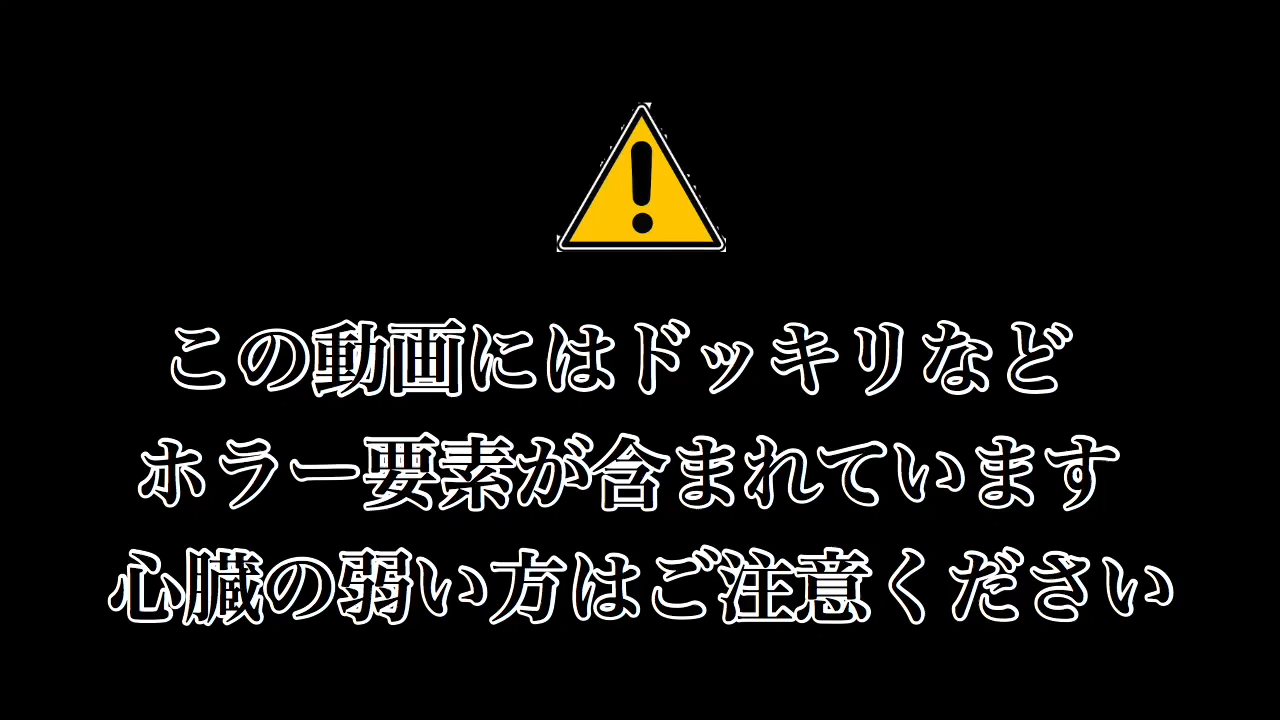 この動画にはドッキリなど
ホラー要素が含まれています
心臓の弱い方はご注意ください